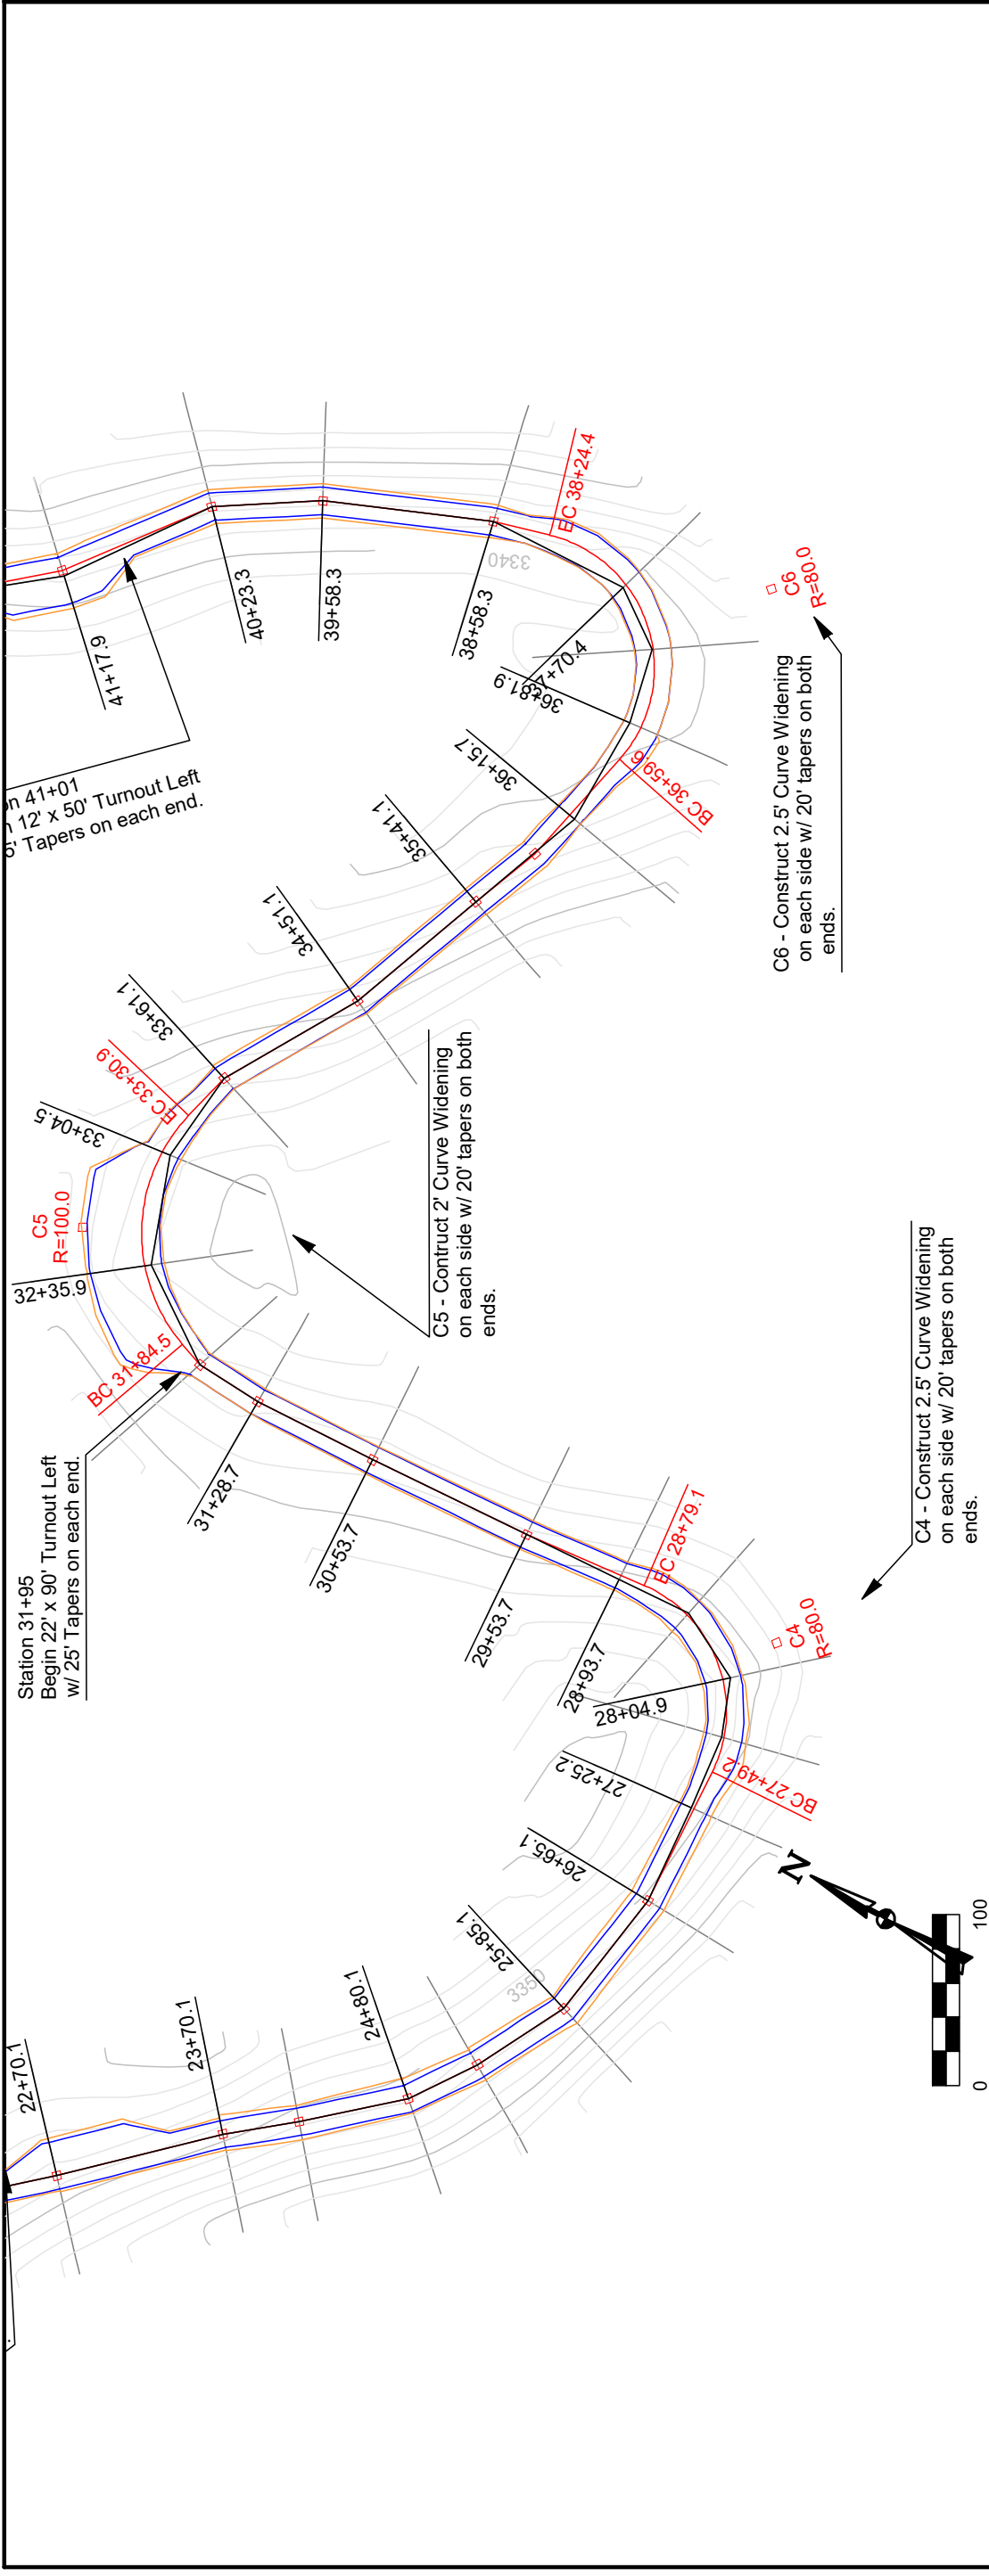 22+70.1
23+70.1
24+80.1
25+85.1
26+65.1
27+25.2
28+04.9
28+93.7
29+53.7
30+53.7
31+28.7
32+35.9
33+04.5
33+61.1
34+51.1
35+41.1
36+15.7
36+81.9
37+70.4
38+58.3
39+58.3
40+23.3
41+17.9
3350
3340
BC 27+49.2
EC 28+79.1
BC 31+84.5
EC 33+30.9
BC 36+59.6
EC 38+24.4
C4
R=80.0
C5
R=100.0
C6
R=80.0
Station 31+95
Begin 22' x 90' Turnout Left
w/ 25' Tapers on each end.
41+01
12' x 50' Turnout Left
5' Tapers on each end.
C5 - Contruct 2' Curve Widening
on each side w/ 20' tapers on both
ends.
C6 - Construct 2.5' Curve Widening
on each side w/ 20' tapers on both
ends.
C4 - Construct 2.5' Curve Widening
on each side w/ 20' tapers on both
ends.
N
0 100